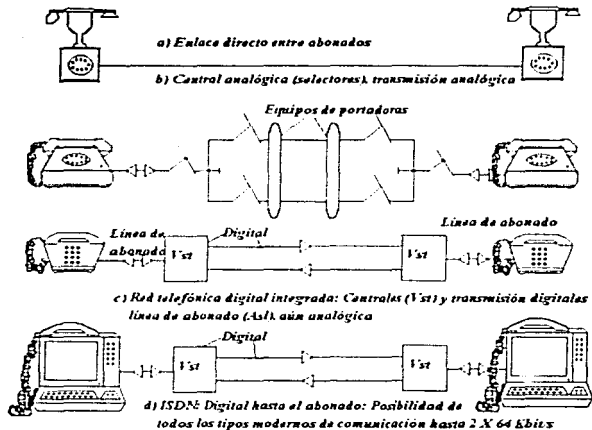 a) Enlace directo entre abonados
b) Central analógica (selectores), transmisión analógica
Equipos de portadoras
Línea de
abonado
Vst
Digital
Vst
Línea de abonado
c) Red telefónica digital integrada: Centrales (Vst) y transmisión digitales
línea de abonado (Asl), aún analógica
Vst
Digital
Vst
d) ISDN: Digital hasta el abonado: Posibilidad de
todos los tipos modernos de comunicación hasta 2 X 64 Kbit/s